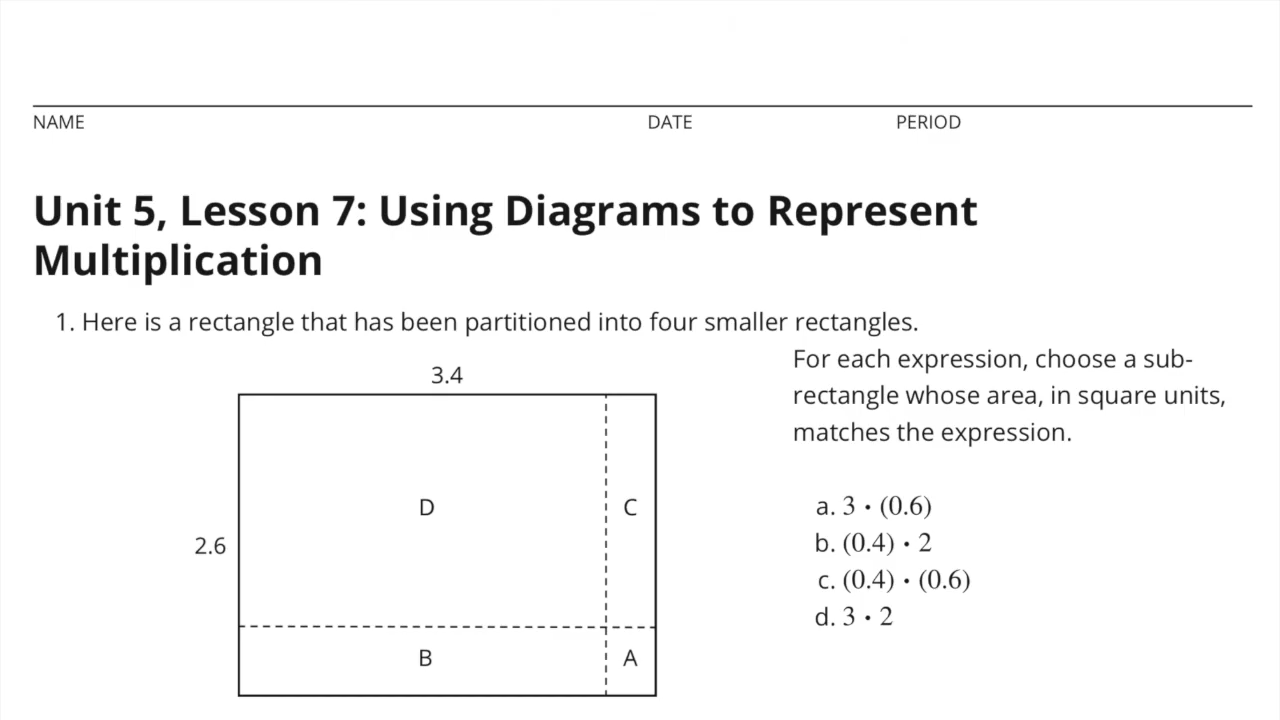 NAME DATE PERIOD
Unit 5, Lesson 7: Using Diagrams to Represent
Multiplication
1. Here is a rectangle that has been partitioned into four smaller rectangles.
3.4
2.6
D
C
B
A
For each expression, choose a sub-
rectangle whose area, in square units,
matches the expression.
a. 3 · (0.6)
b. (0.4) · 2
c. (0.4) · (0.6)
d. 3 · 2